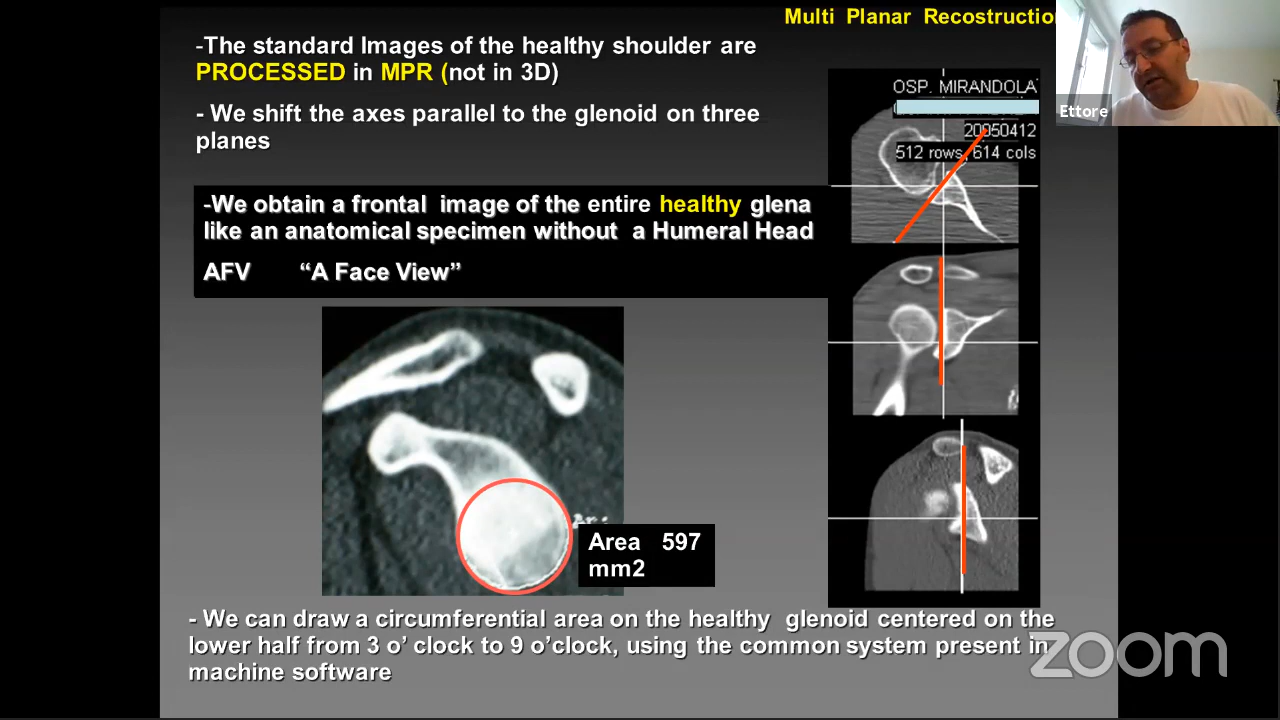 Multi Planar Recostructio
-The standard Images of the healthy shoulder are
PROCESSED in MPR (not in 3D)
- We shift the axes parallel to the glenoid on three
planes
-We obtain a frontal image of the entire healthy glena
like an anatomical specimen without a Humeral Head
AFV “A Face View”
OSP. MIRANDOLA
20050412
512 rows, 614 cols
Ettore
Area 597
mm2
- We can draw a circumferential area on the healthy glenoid centered on the
lower half from 3 o’ clock to 9 o’clock, using the common system present in
machine software
zoom